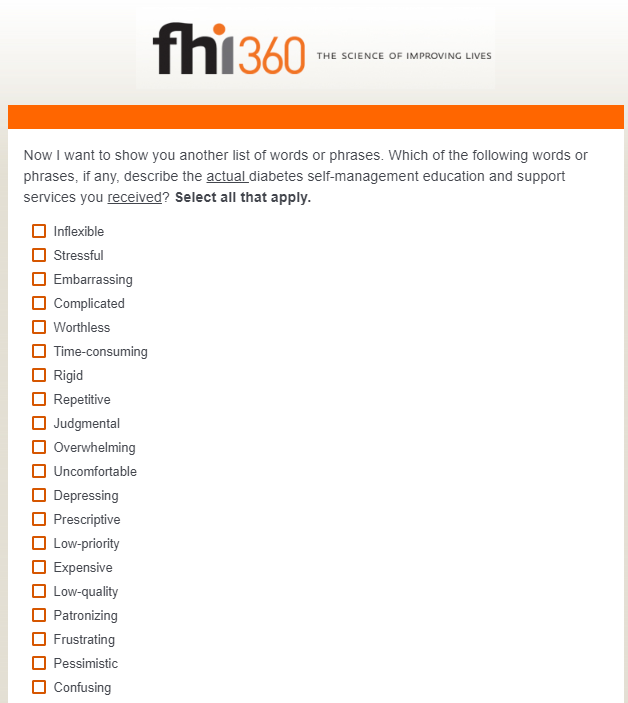 fhi360 THE SCIENCE OF IMPROVING LIVES
Now I want to show you another list of words or phrases. Which of the following words or
phrases, if any, describe the actual diabetes self-management education and support
services you received? Select all that apply.
Inflexible
Stressful
Embarrassing
Complicated
Worthless
Time-consuming
Rigid
Repetitive
Judgmental
Overwhelming
Uncomfortable
Depressing
Prescriptive
Low-priority
Expensive
Low-quality
Patronizing
Frustrating
Pessimistic
Confusing